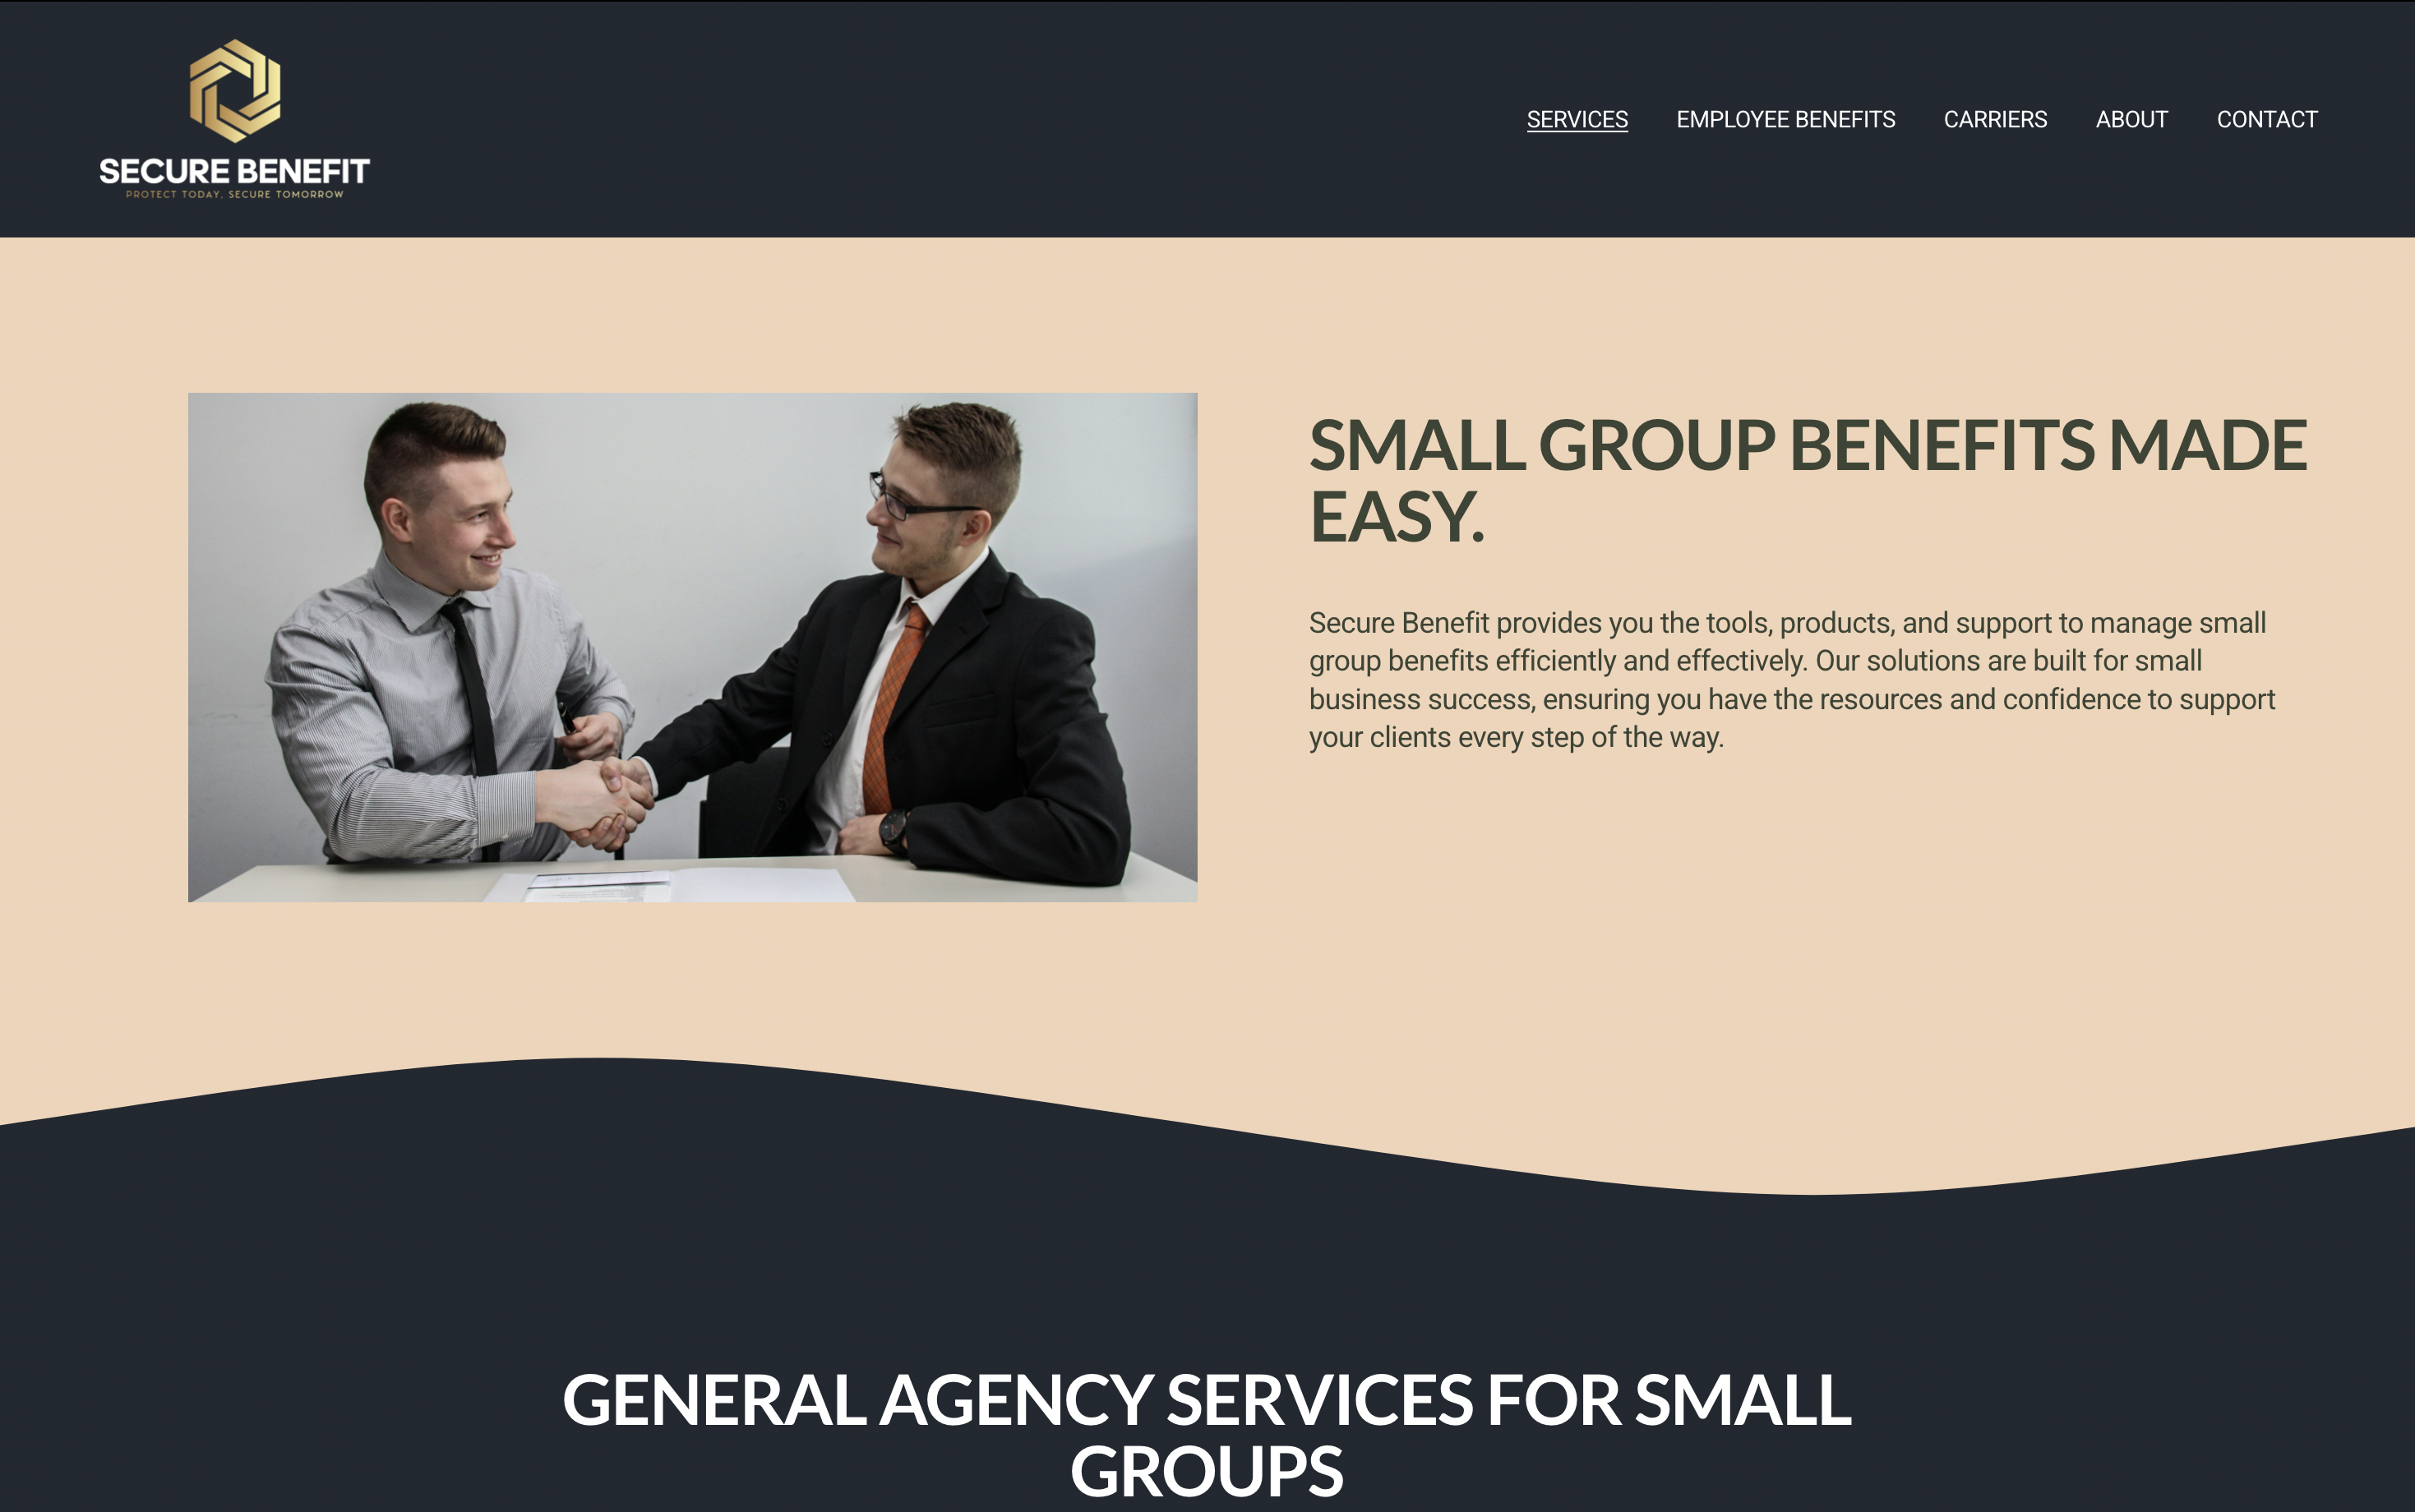 SECURE BENEFIT
PROTECT TODAY, SECURE TOMORROW
SERVICES EMPLOYEE BENEFITS CARRIERS ABOUT CONTACT
SMALL GROUP BENEFITS MADE
EASY.
Secure Benefit provides you the tools, products, and support to manage small
group benefits efficiently and effectively. Our solutions are built for small
business success, ensuring you have the resources and confidence to support
your clients every step of the way.
GENERAL AGENCY SERVICES FOR SMALL
GROUPS